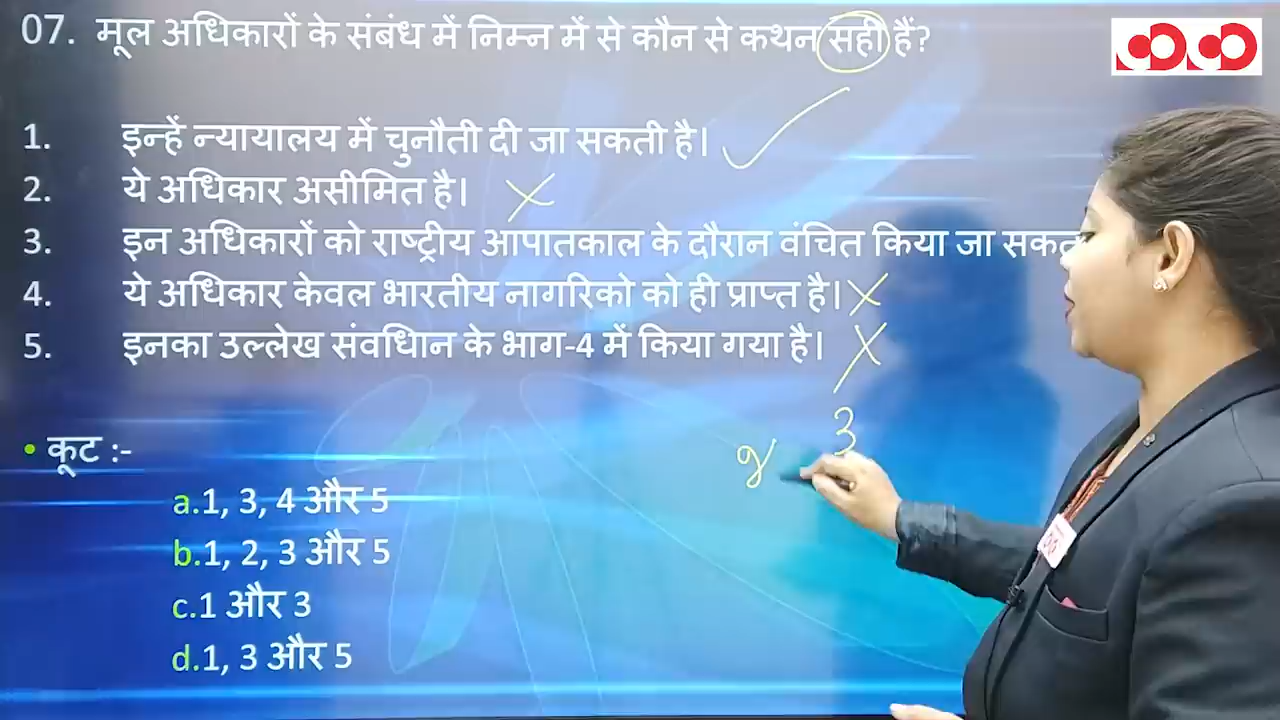 07. मूल अधिकारों के संबंध में निम्न में से कौन से कथन सही हैं?
1. इन्हें न्यायालय में चुनौती दी जा सकती है।
2. ये अधिकार असीमित है।
3. इन अधिकारों को राष्ट्रीय आपातकाल के दौरान वंचित किया जा
4. ये अधिकार केवल भारतीय नागरिको को ही प्राप्त है।
5. इनका उल्लेख संवधिान के भाग-4 में किया गया है।
3
• कूट :-
a.1, 3, 4 और 5
b.1, 2, 3 और 5
c.1 और 3
d.1, 3 और 5